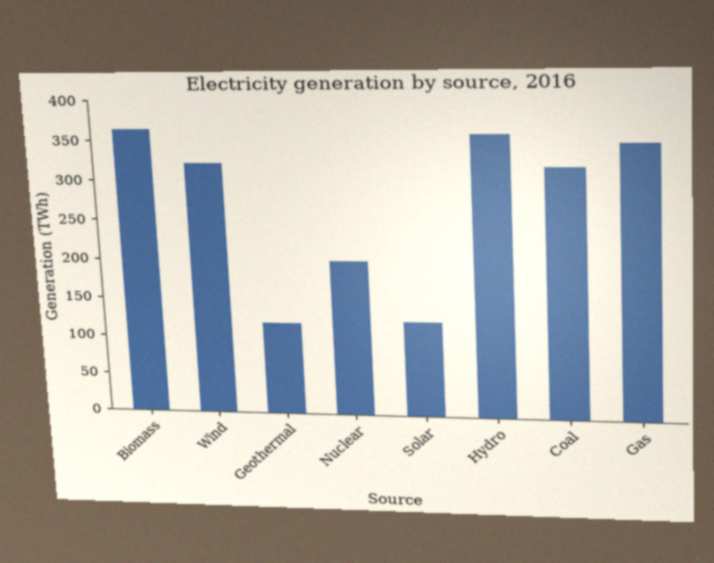 Electricity generation by source, 2016
Generation (TWh)
400
350
300
250
200
150
100
50
0
Biomass
Wind
Geothermal
Nuclear
Solar
Hydro
Coal
Gas
Source